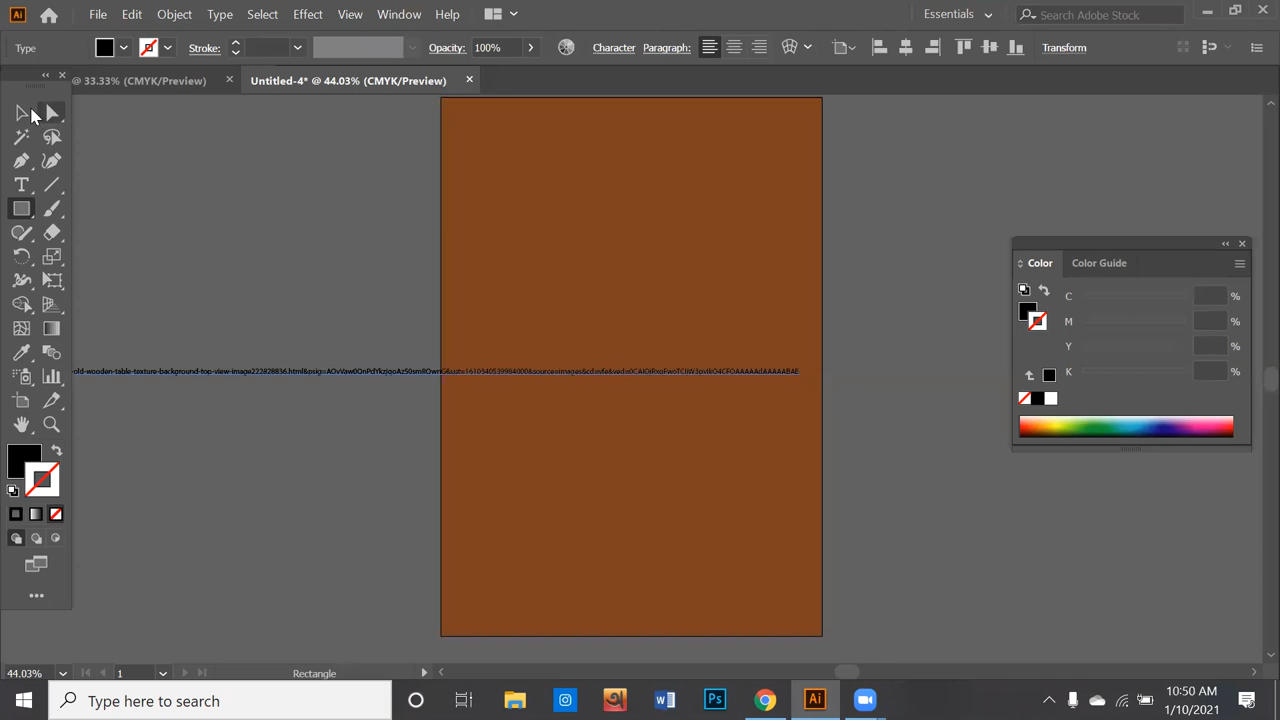 Ai File Edit Object Type Select Effect View Window Help Essentials Search Adobe Stock
Type Stroke: Opacity: 100% Character Paragraph: Transform
@ 33.33% (CMYK/Preview) Untitled-4* @ 44.03% (CMYK/Preview)
Color Color Guide
C %
M %
Y %
K %
44.03% 1 Rectangle
Type here to search
Ps Ai
10:50 AM
1/10/2021